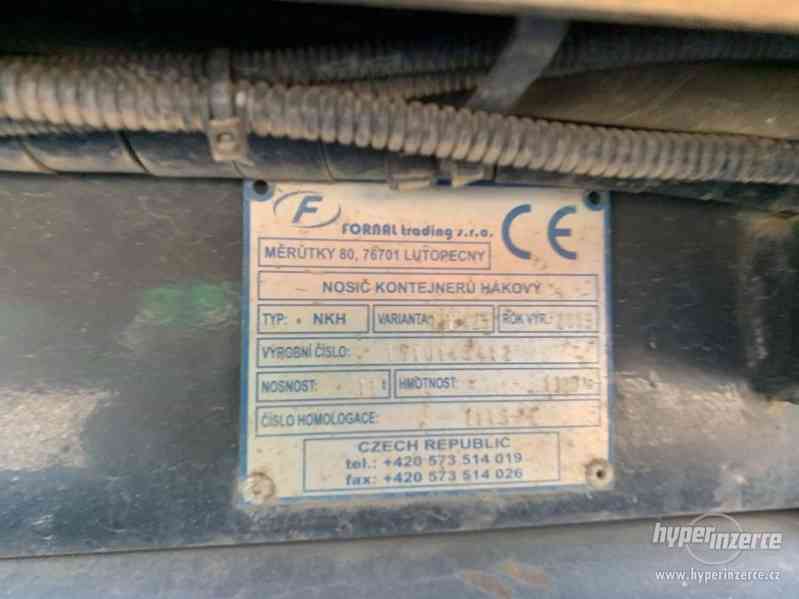 F
FORNAL trading s.r.o.
CE
MĚRŮTKY 80, 76701 LUTOPECNY
NOSIČ KONTEJNERŮ HÁKOVÝ
TYP: NKH VARIANTA: ROK VÝR.:
VÝROBNÍ ČÍSLO:
NOSNOST: t HMOTNOST: kg
ČÍSLO HOMOLOGACE:
CZECH REPUBLIC
tel.: +420 573 514 019
fax: +420 573 514 026
hyperinzerce
www.hyperinzerce.cz